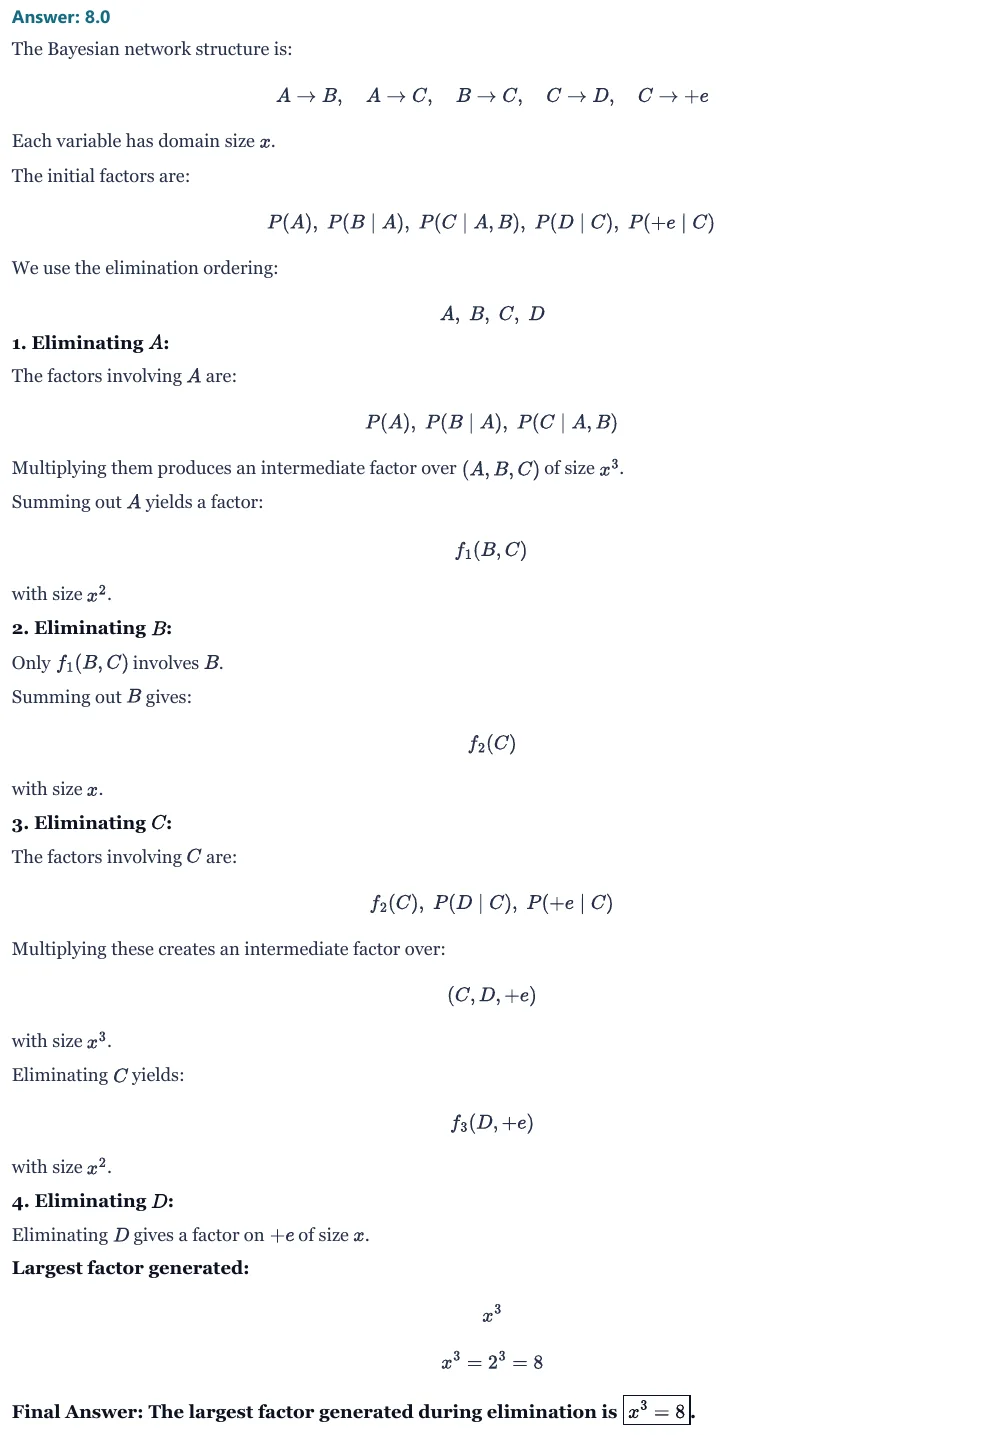 Answer: 8.0
The Bayesian network structure is:
A → B, A → C, B → C, C → D, C → +e
Each variable has domain size x.
The initial factors are:
P(A), P(B | A), P(C | A, B), P(D | C), P(+e | C)
We use the elimination ordering:
A, B, C, D
1. Eliminating A:
The factors involving A are:
P(A), P(B | A), P(C | A, B)
Multiplying them produces an intermediate factor over (A, B, C) of size x³.
Summing out A yields a factor:
f₁(B, C)
with size x².
2. Eliminating B:
Only f₁(B, C) involves B.
Summing out B gives:
f₂(C)
with size x.
3. Eliminating C:
The factors involving C are:
f₂(C), P(D | C), P(+e | C)
Multiplying these creates an intermediate factor over:
(C, D, +e)
with size x³.
Eliminating C yields:
f₃(D, +e)
with size x².
4. Eliminating D:
Eliminating D gives a factor on +e of size x.
Largest factor generated:
x³
x³ = 2³ = 8
Final Answer: The largest factor generated during elimination is x³ = 8.